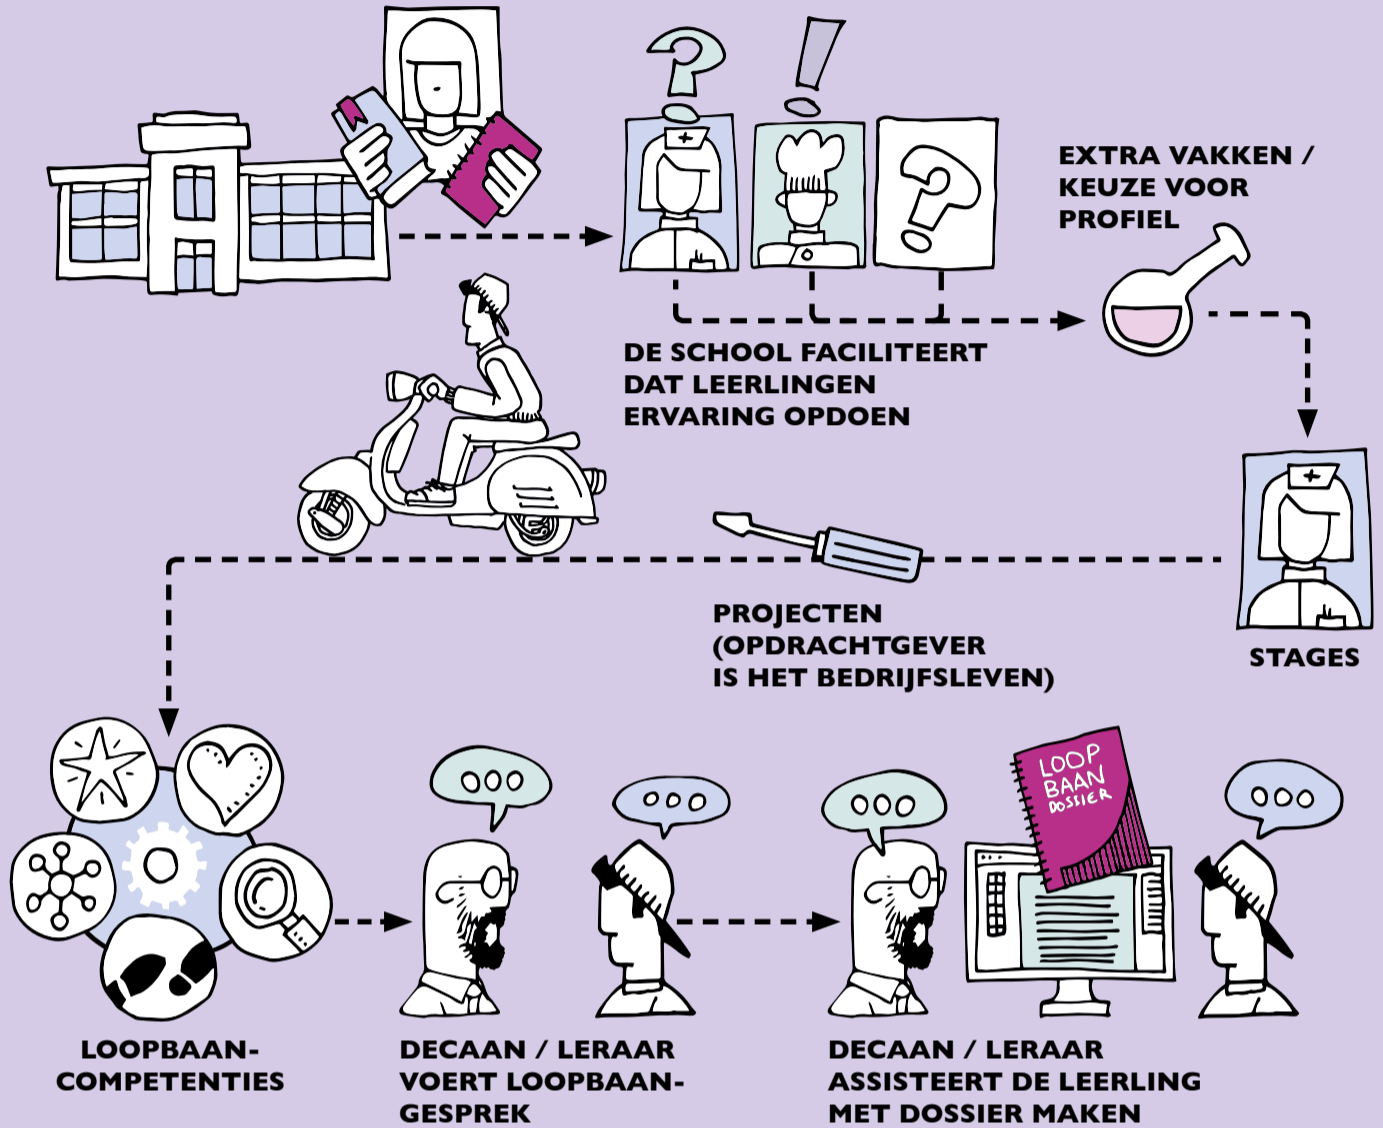 EXTRA VAKKEN /
KEUZE VOOR
PROFIEL
DE SCHOOL FACILITEERT
DAT LEERLINGEN
ERVARING OPDOEN
STAGES
PROJECTEN
(OPDRACHTGEVER
IS HET BEDRIJFSLEVEN)
LOOPBAAN-
COMPETENTIES
DECAAN / LERAAR
VOERT LOOPBAAN-
GESPREK
LOOP
BAAN
DOSSIER
DECAAN / LERAAR
ASSISTEERT DE LEERLING
MET DOSSIER MAKEN